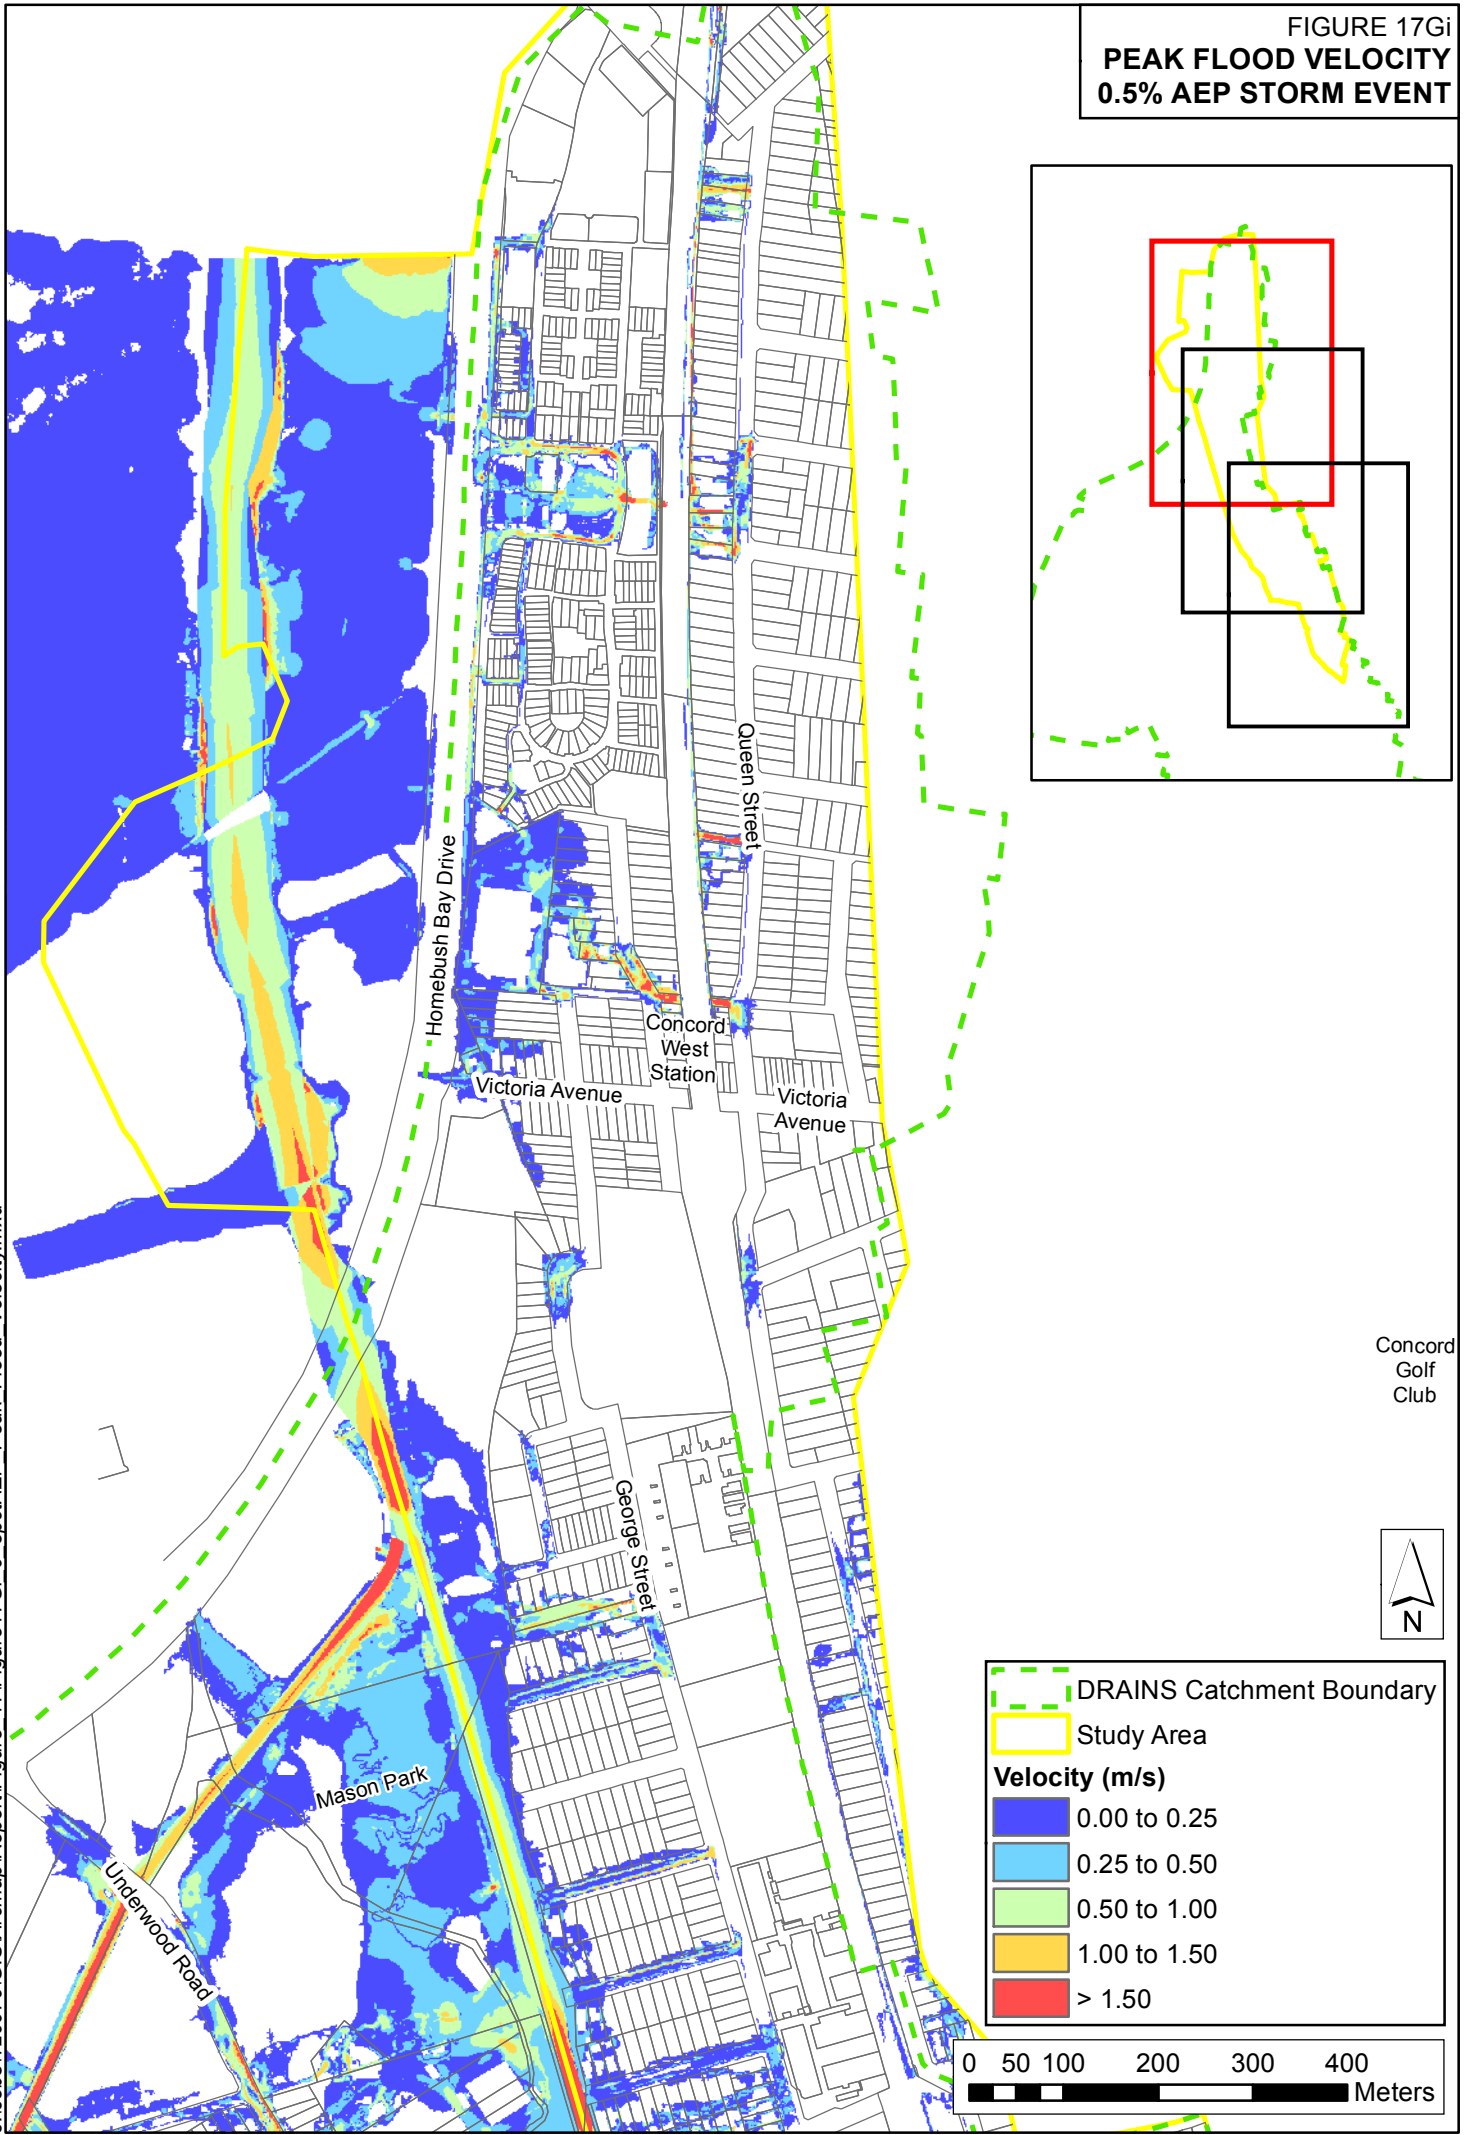 FIGURE 17Gi
PEAK FLOOD VELOCITY
0.5% AEP STORM EVENT
Queen Street
Homebush Bay Drive
Concord
West
Station
Victoria Avenue
Victoria
Avenue
Concord
Golf
Club
George Street
Mason Park
Underwood Road
N
DRAINS Catchment Boundary
Study Area
Velocity (m/s)
0.00 to 0.25
0.25 to 0.50
0.50 to 1.00
1.00 to 1.50
> 1.50
0 50 100 200 300 400
Meters